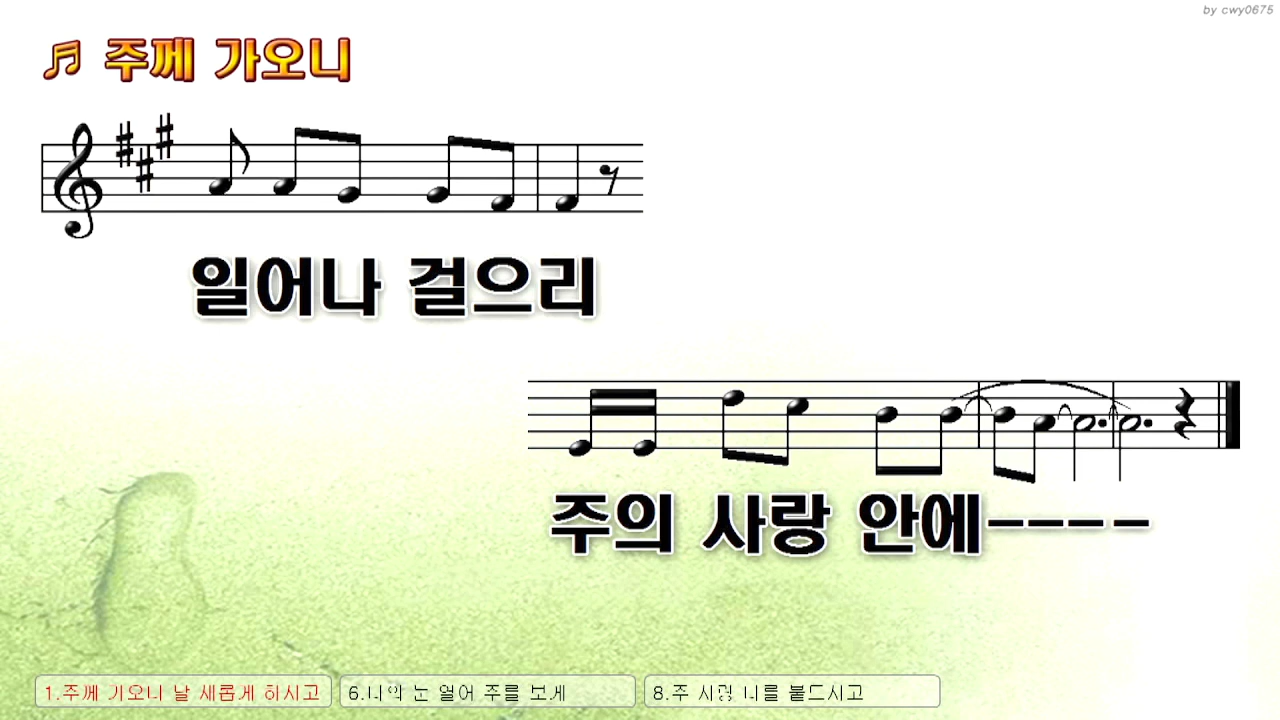 by cwy0675
♬ 주께 가오니
일어나 걸으리
주의 사랑 안에----
1.주께 가오니 날 새롭게 하시고
6.나의 눈 열어 주를 보게
8.주 사랑 나를 붙드시고